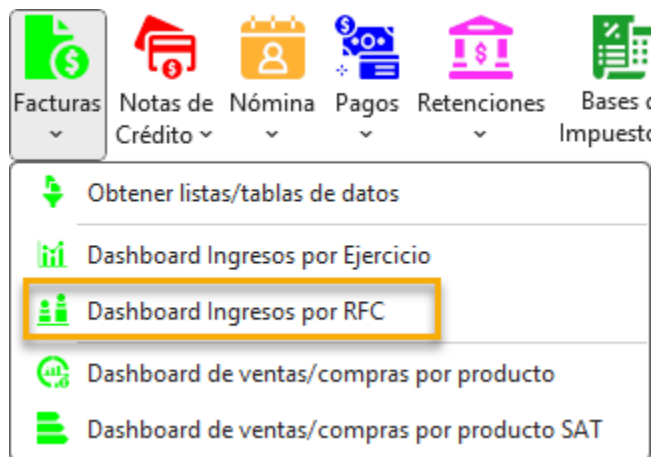 Facturas Notas de Nómina Pagos Retenciones Bases
Crédito
Obtener listas/tablas de datos
Dashboard Ingresos por Ejercicio
Dashboard Ingresos por RFC
Dashboard de ventas/compras por producto
Dashboard de ventas/compras por producto SAT